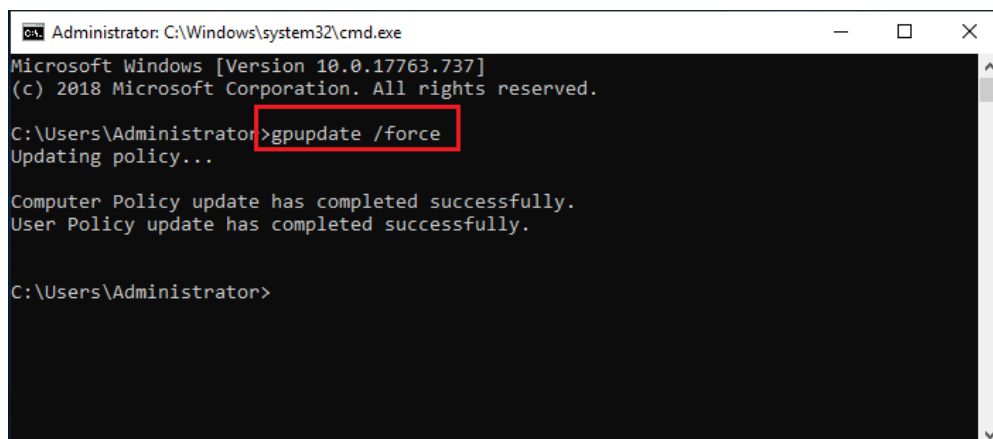 Administrator: C:\Windows\system32\cmd.exe
Microsoft Windows [Version 10.0.17763.737]
(c) 2018 Microsoft Corporation. All rights reserved.
C:\Users\Administrator>gpupdate /force
Updating policy...
Computer Policy update has completed successfully.
User Policy update has completed successfully.
C:\Users\Administrator>